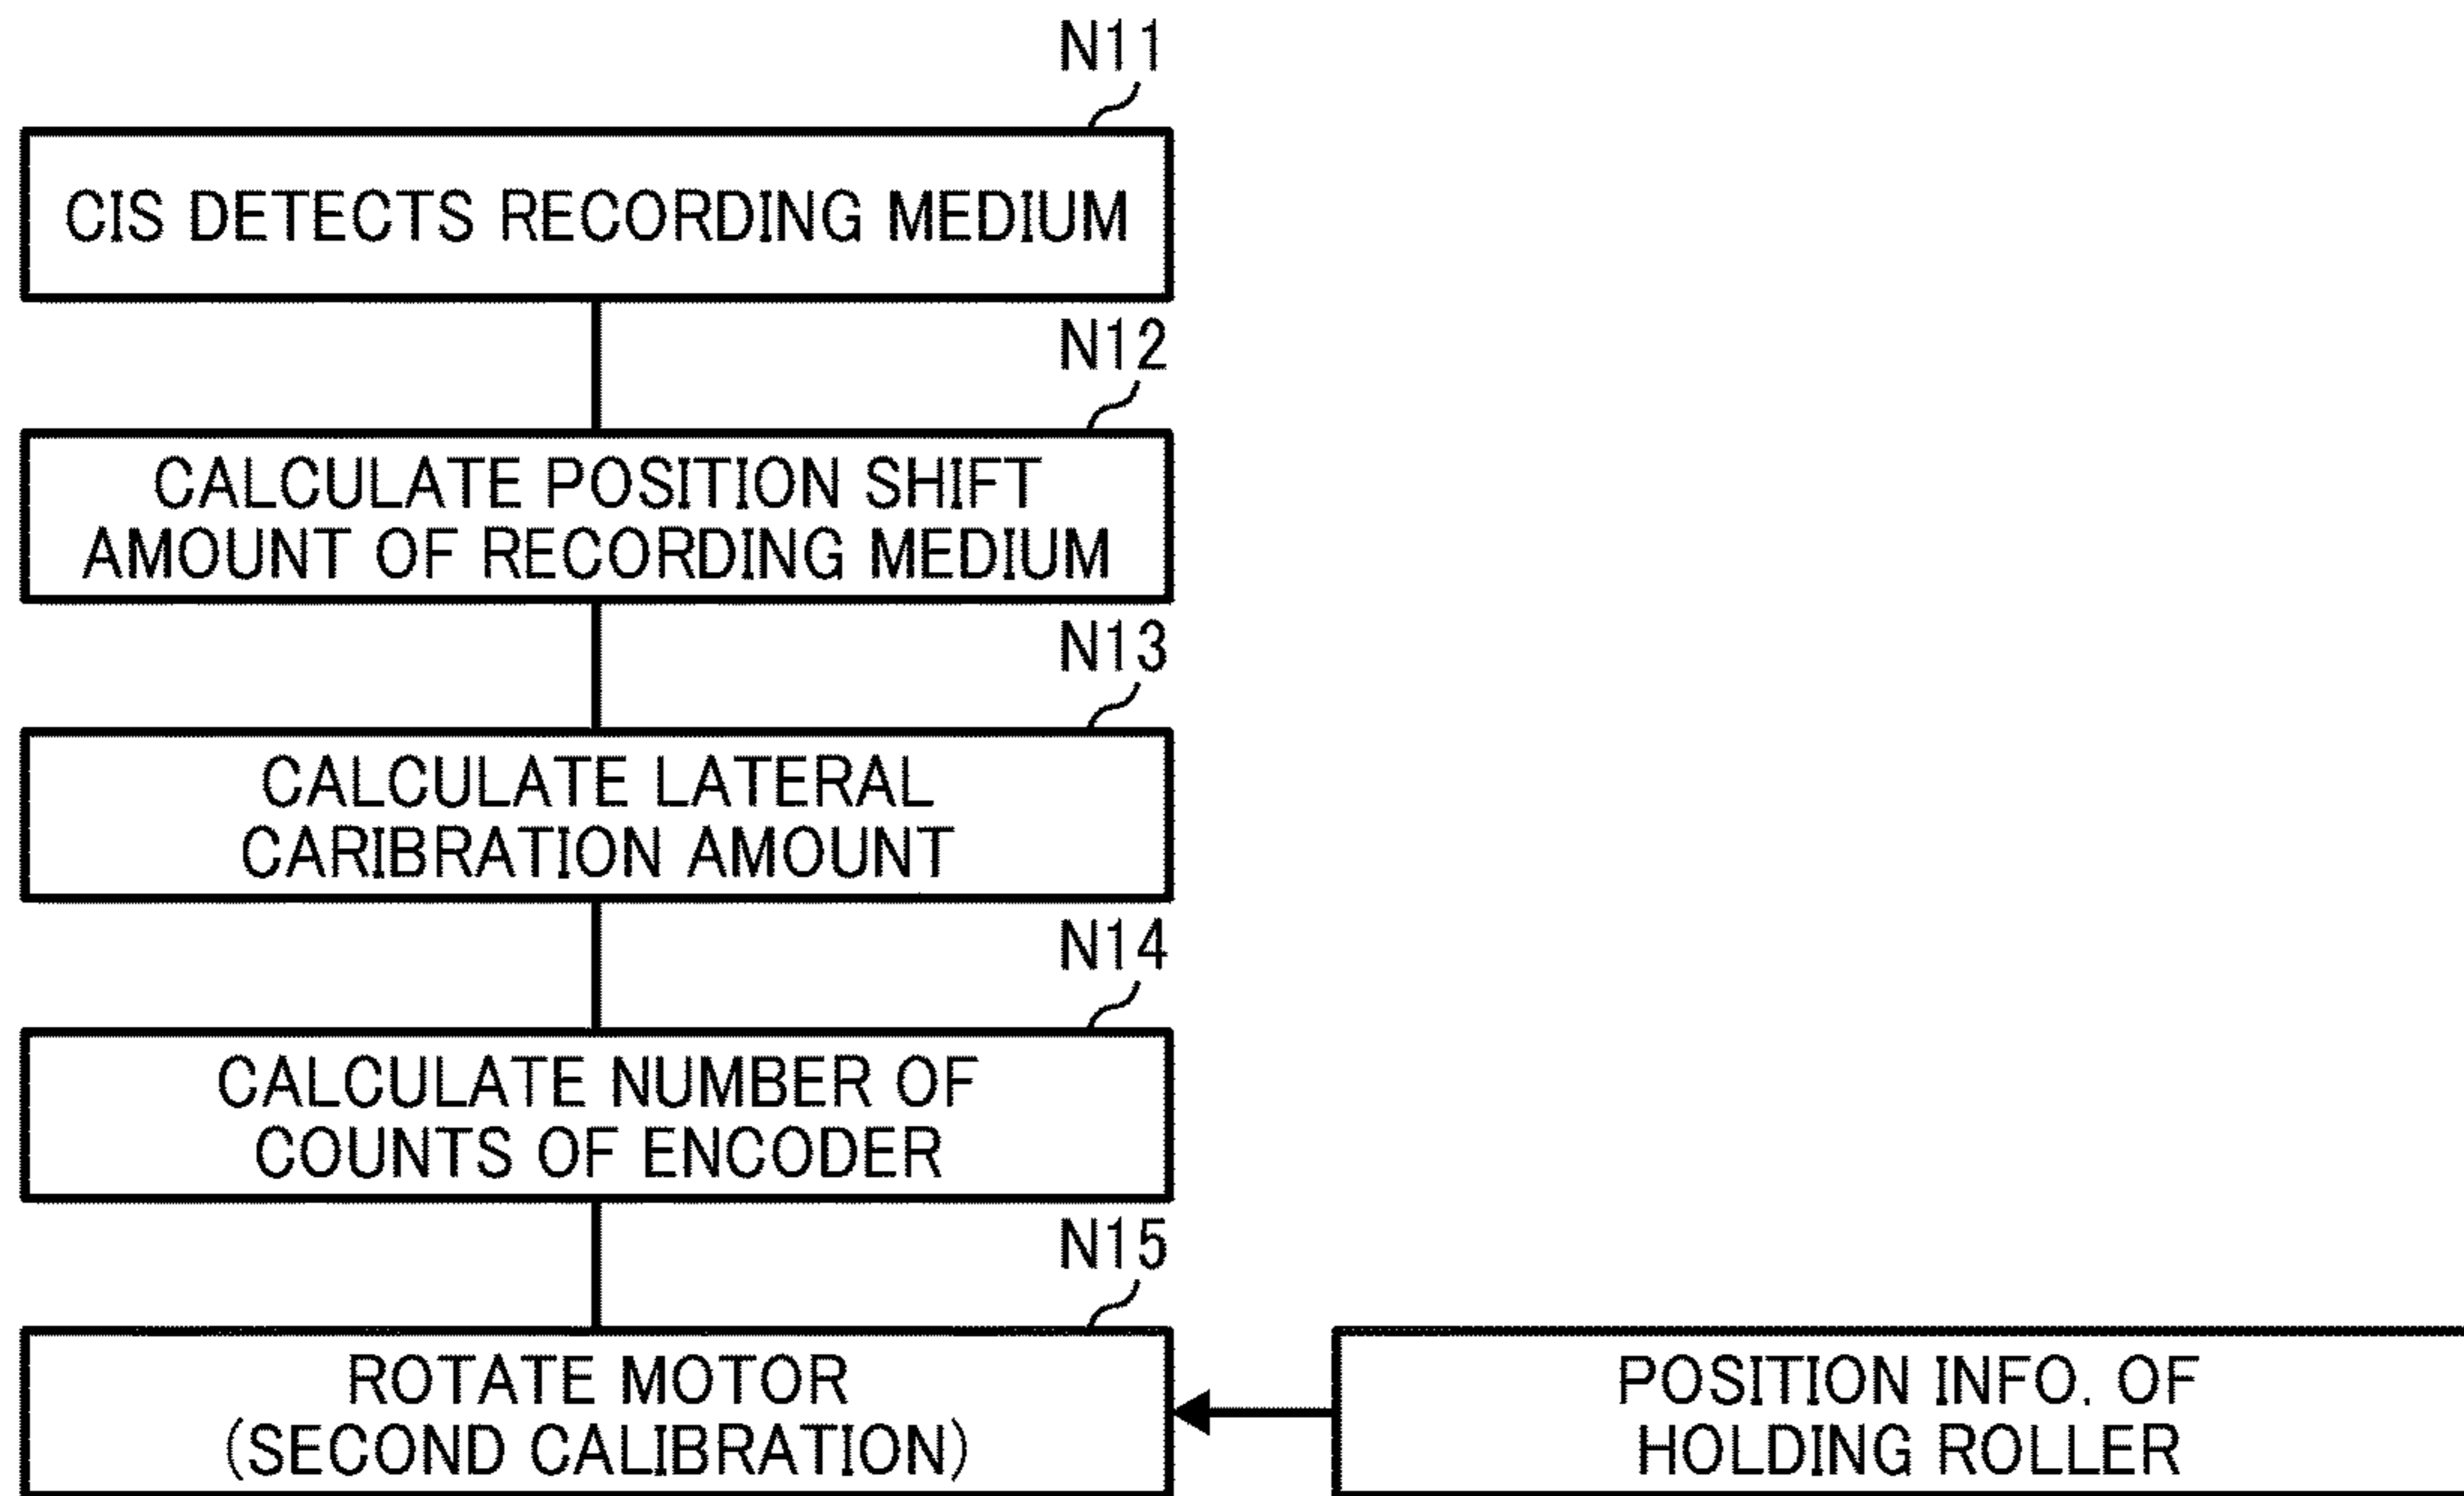 N11
CIS DETECTS RECORDING MEDIUM
N12
CALCULATE POSITION SHIFT
AMOUNT OF RECORDING MEDIUM
N13
CALCULATE LATERAL
CARIBRATION AMOUNT
N14
CALCULATE NUMBER OF
COUNTS OF ENCODER
N15
ROTATE MOTOR
(SECOND CALIBRATION)
POSITION INFO. OF
HOLDING ROLLER